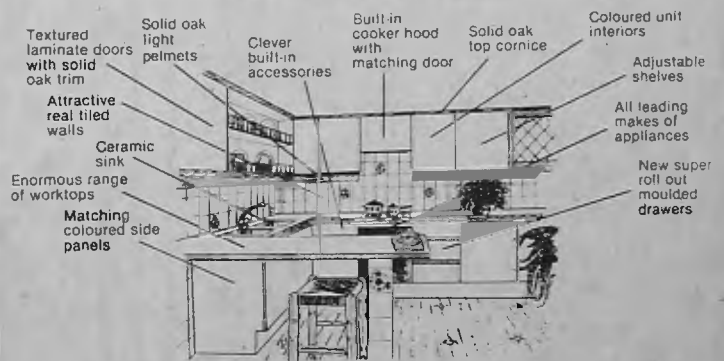 Textured
laminate doors
with solid
oak trim
Solid oak
light
pelmets
Clever
built-in
accessories
Built-in
cooker hood
with
matching door
Solid oak
top cornice
Coloured unit
interiors
Adjustable
shelves
All leading
makes of
appliances
New super
roll out
moulded
drawers
Attractive
real tiled
walls
Ceramic
sink
Enormous range
of worktops
Matching
coloured side
panels